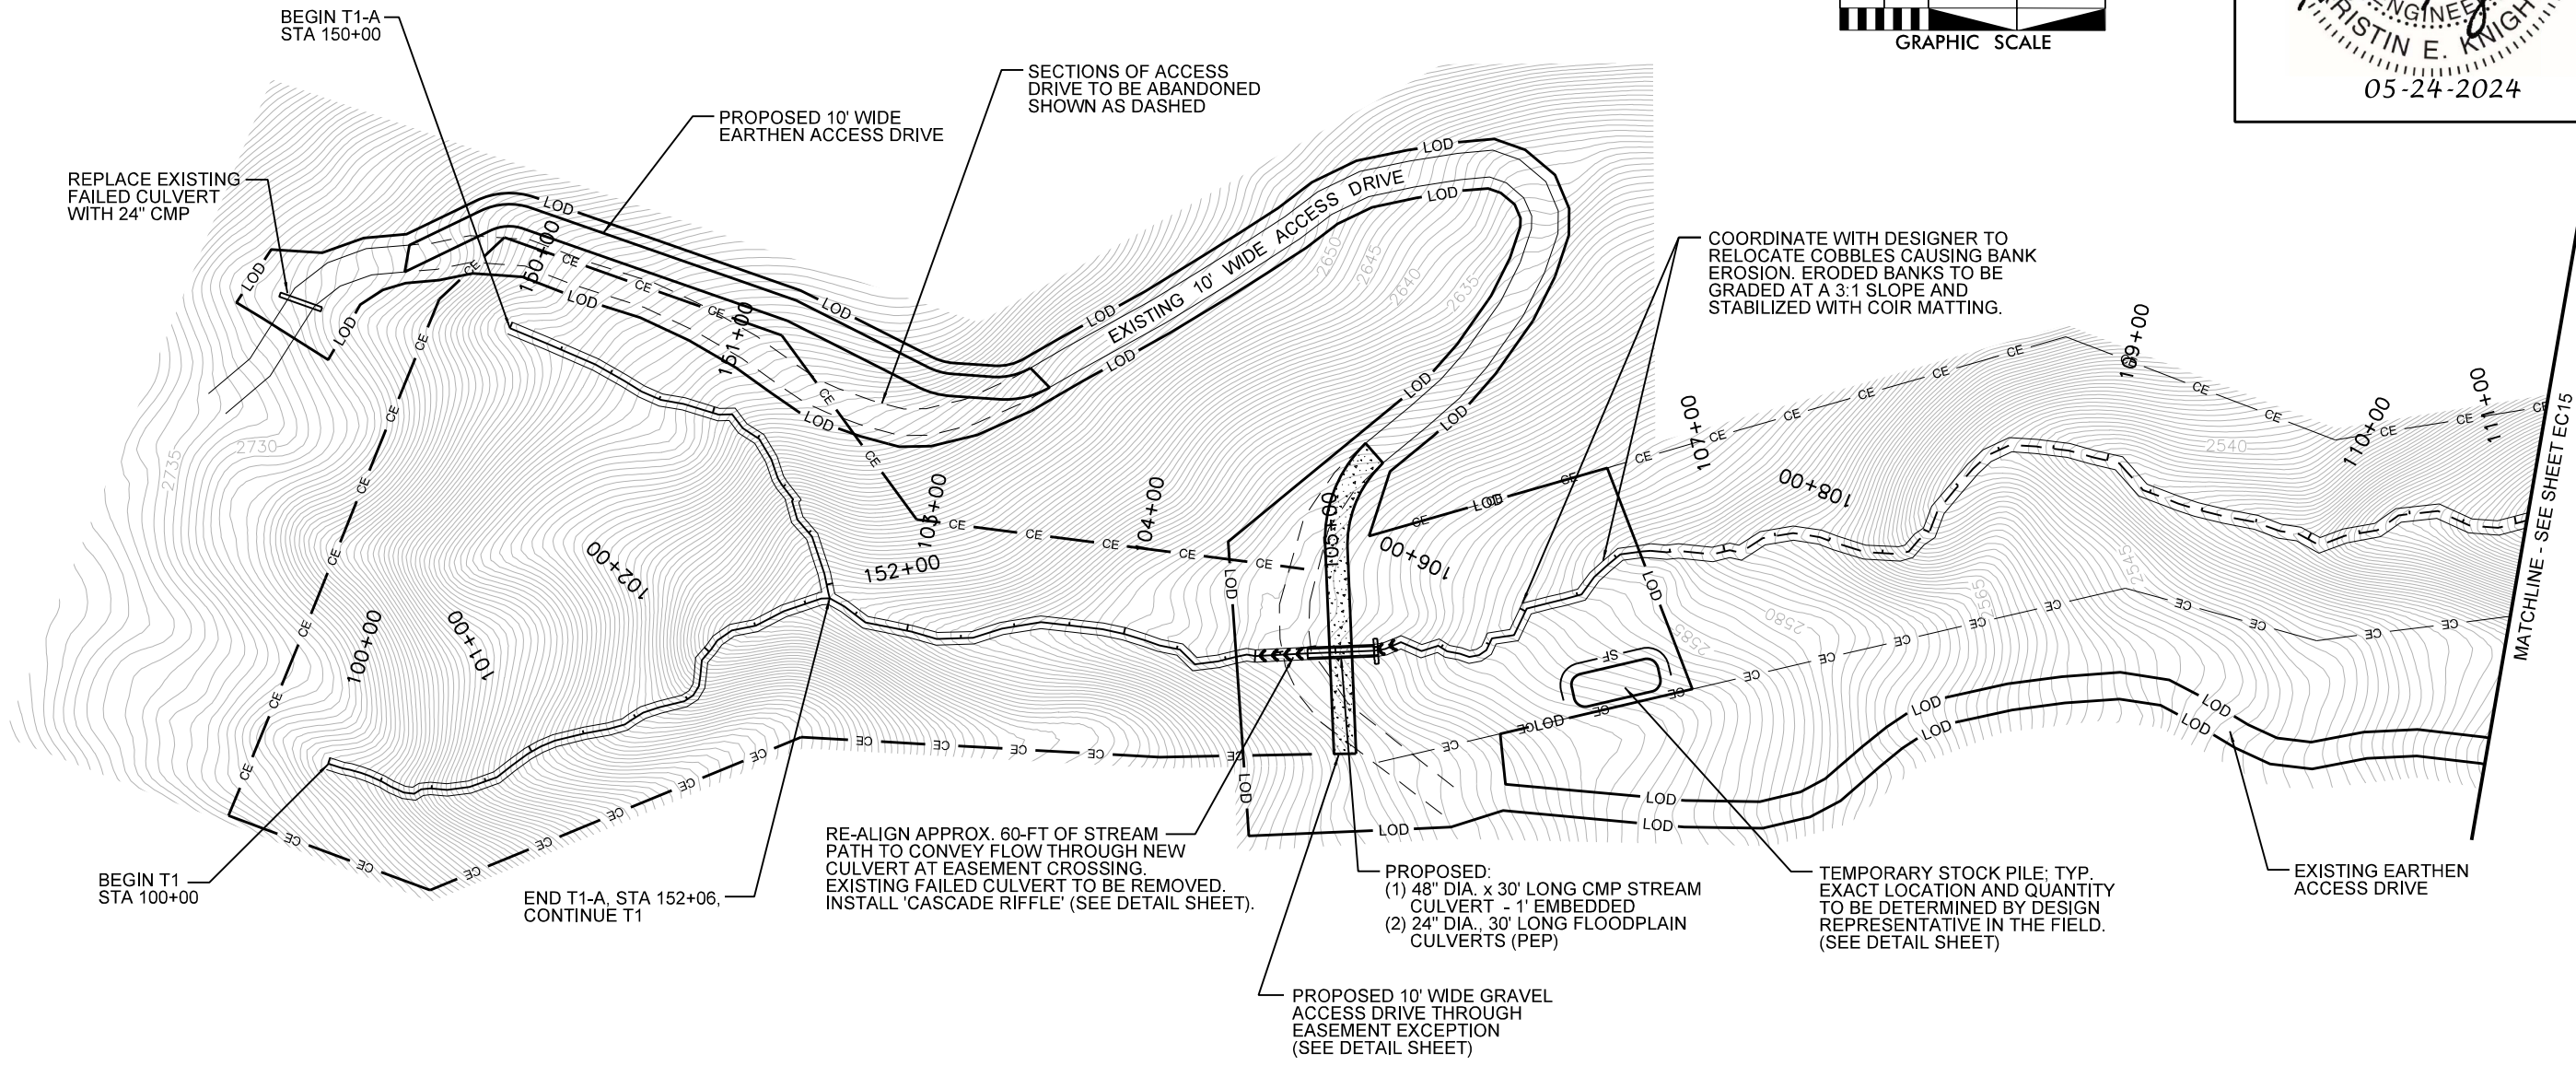 BEGIN T1-A
STA 150+00
GRAPHIC SCALE
ENGINEE
RISTIN E. KNIGH
05-24-2024
SECTIONS OF ACCESS
DRIVE TO BE ABANDONED
SHOWN AS DASHED
PROPOSED 10' WIDE
EARTHEN ACCESS DRIVE
REPLACE EXISTING
FAILED CULVERT
WITH 24" CMP
EXISTING 10' WIDE ACCESS DRIVE
COORDINATE WITH DESIGNER TO
RELOCATE COBBLES CAUSING BANK
EROSION. ERODED BANKS TO BE
GRADED AT A 3:1 SLOPE AND
STABILIZED WITH COIR MATTING.
LOD
CE
SF
2650
2645
2640
2635
2735
2730
2585
2580
2565
2545
2540
150+00
151+00
152+00
100+00
101+00
102+00
103+00
104+00
105+00
106+00
107+00
108+00
109+00
110+00
111+00
MATCHLINE - SEE SHEET EC15
BEGIN T1
STA 100+00
END T1-A, STA 152+06,
CONTINUE T1
RE-ALIGN APPROX. 60-FT OF STREAM
PATH TO CONVEY FLOW THROUGH NEW
CULVERT AT EASEMENT CROSSING.
EXISTING FAILED CULVERT TO BE REMOVED.
INSTALL 'CASCADE RIFFLE' (SEE DETAIL SHEET).
PROPOSED:
(1) 48" DIA. x 30' LONG CMP STREAM
CULVERT - 1' EMBEDDED
(2) 24" DIA., 30' LONG FLOODPLAIN
CULVERTS (PEP)
PROPOSED 10' WIDE GRAVEL
ACCESS DRIVE THROUGH
EASEMENT EXCEPTION
(SEE DETAIL SHEET)
TEMPORARY STOCK PILE; TYP.
EXACT LOCATION AND QUANTITY
TO BE DETERMINED BY DESIGN
REPRESENTATIVE IN THE FIELD.
(SEE DETAIL SHEET)
EXISTING EARTHEN
ACCESS DRIVE